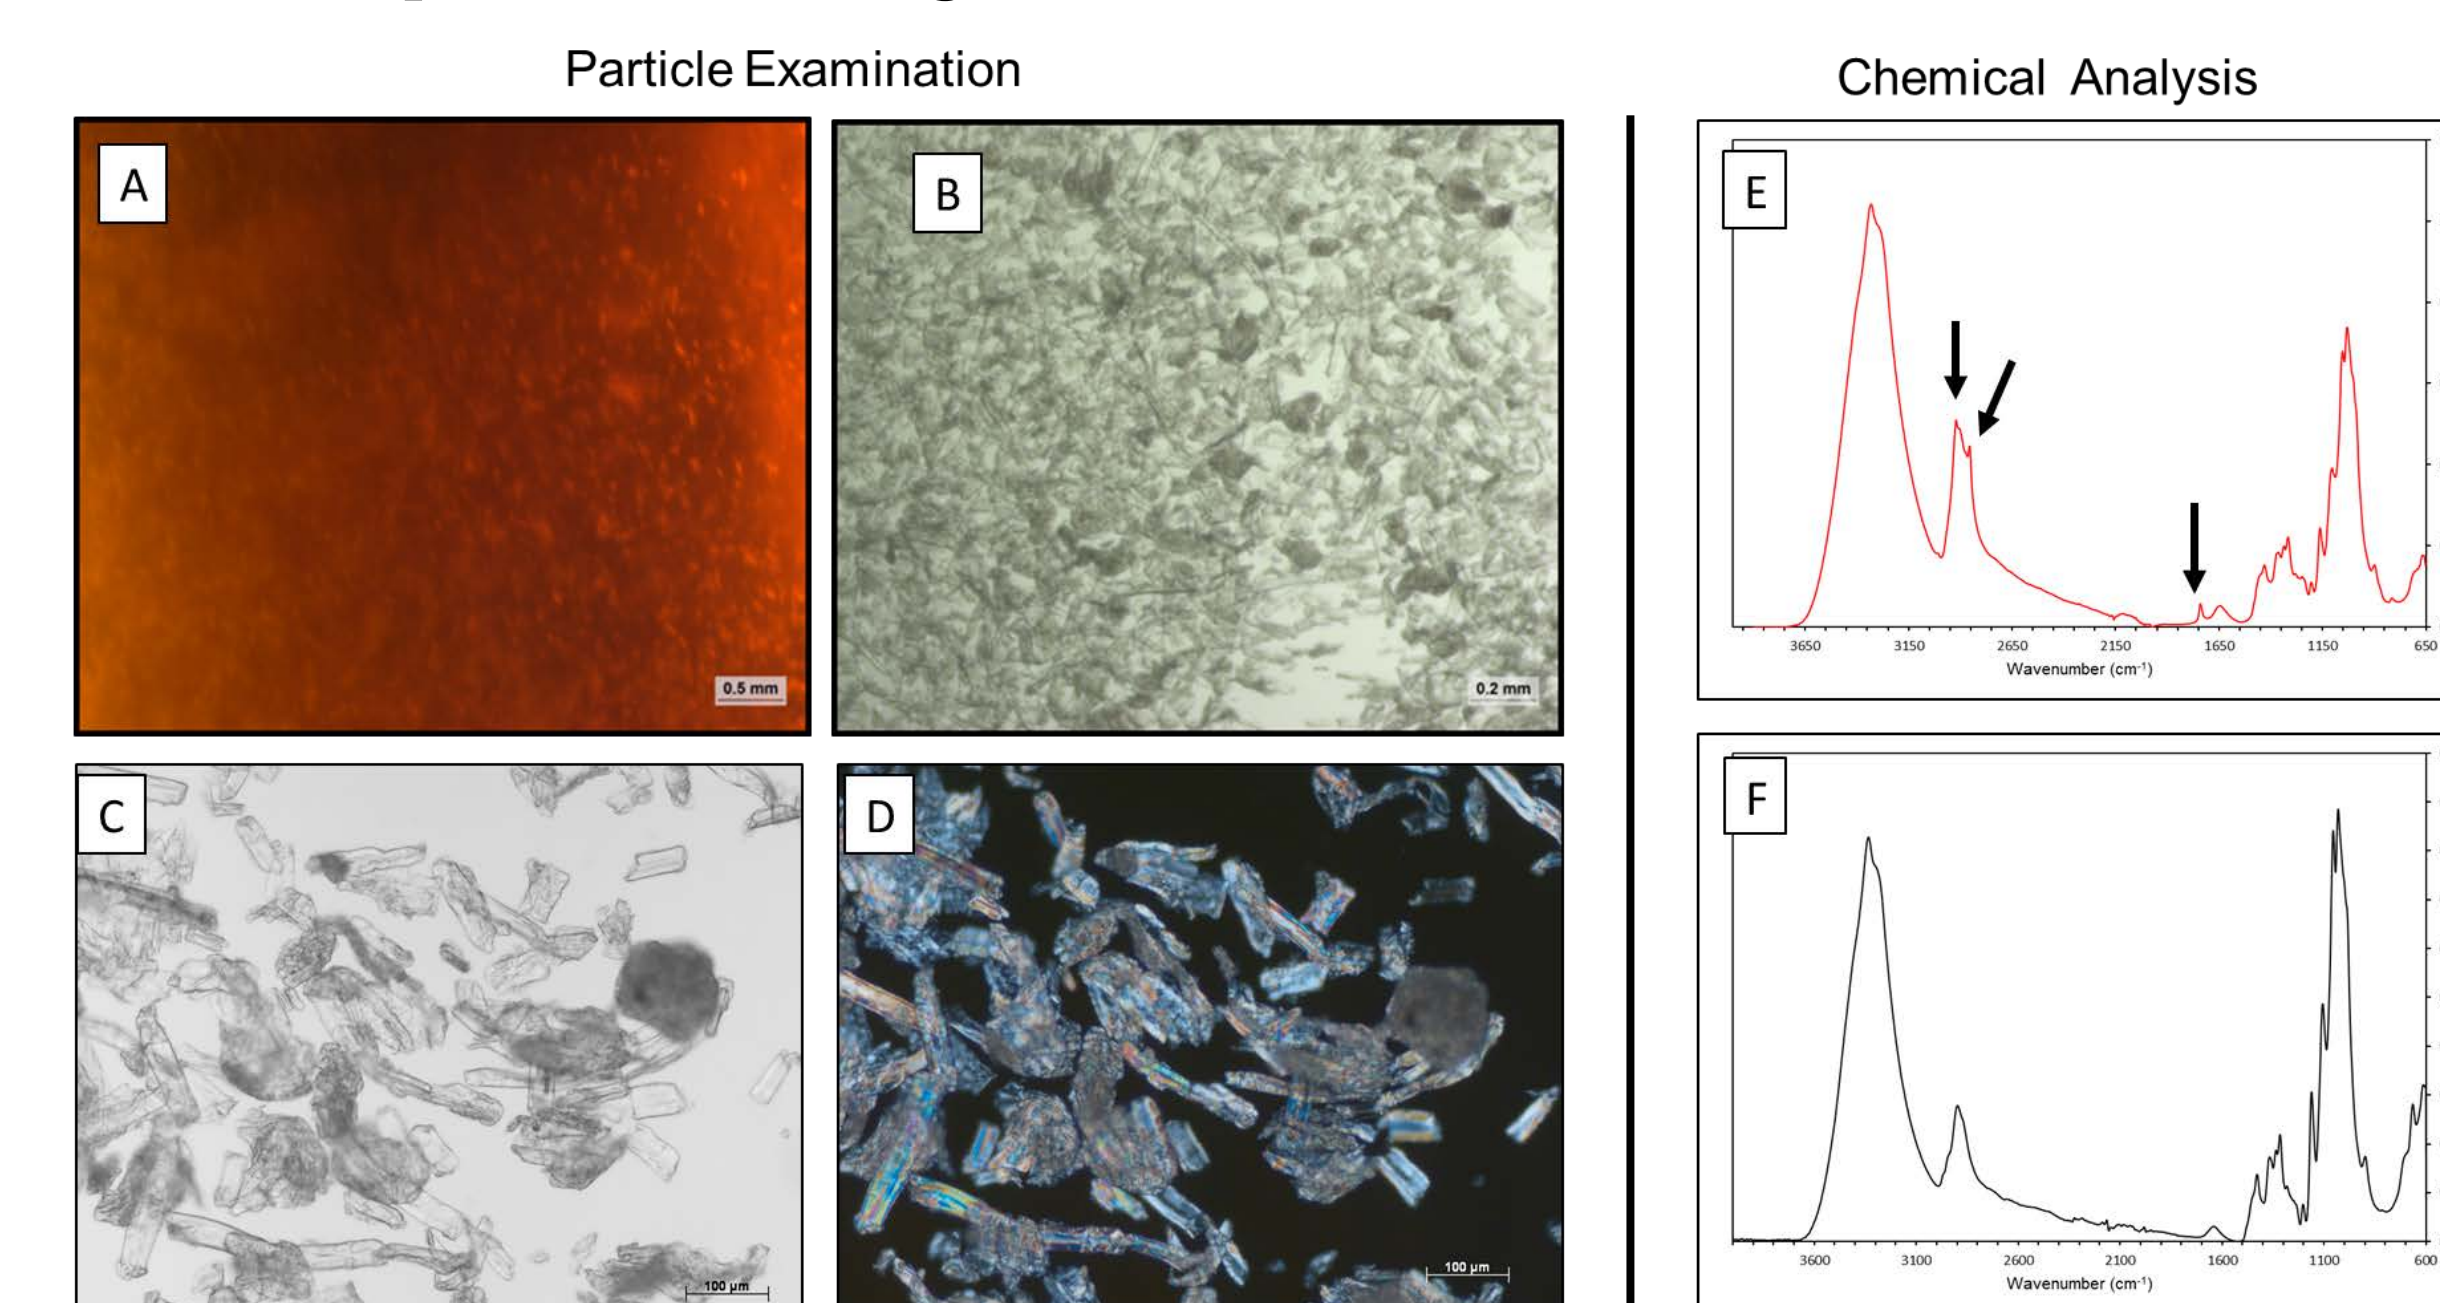 Particle Examination
Chemical Analysis
A
0.5 mm
B
0.2 mm
C
100 µm
D
100 µm
E
3650 3150 2650 2150 1650 1150 650
Wavenumber (cm-1)
F
3600 3100 2600 2100 1600 1100 600
Wavenumber (cm-1)